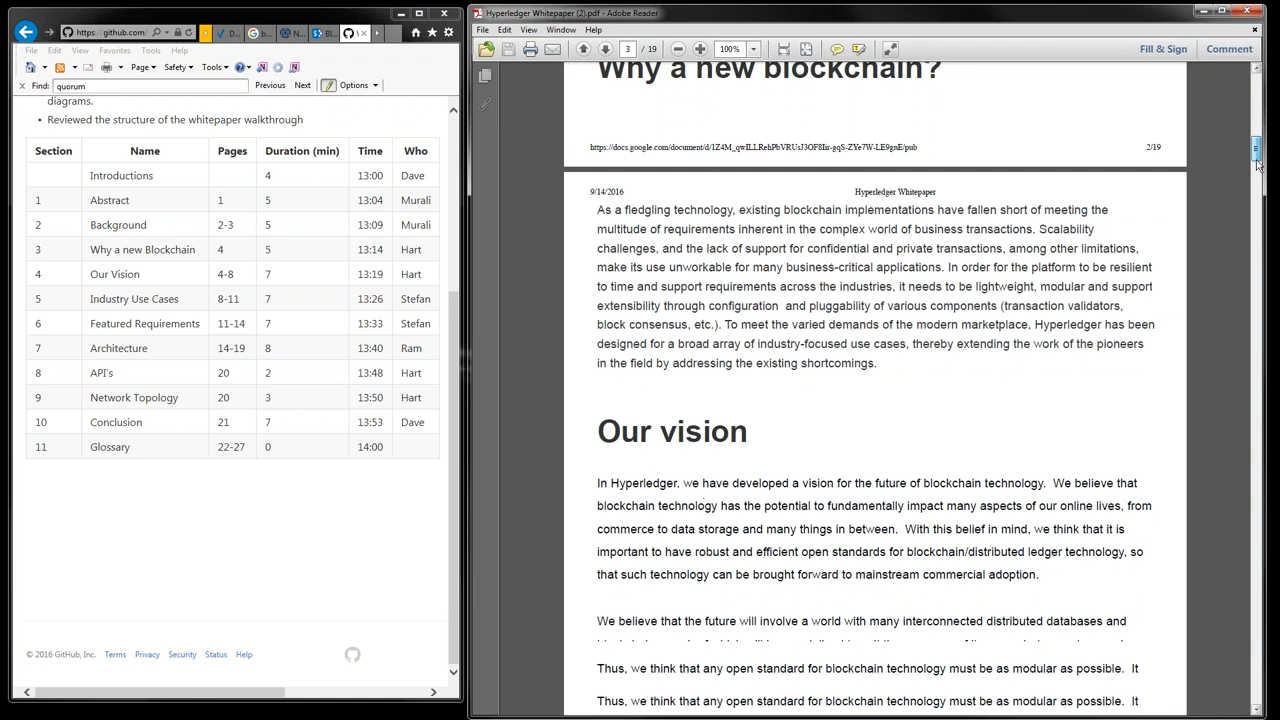 https://github.com/
D...
b...
N...
Bl...
File Edit View Favorites Tools Help
Page Safety Tools
Find: quorum Previous Next Options
diagrams.
• Reviewed the structure of the whitepaper walkthrough
Section Name Pages Duration (min) Time Who
Introductions 4 13:00 Dave
1 Abstract 1 5 13:04 Murali
2 Background 2-3 5 13:09 Murali
3 Why a new Blockchain 4 5 13:14 Hart
4 Our Vision 4-8 7 13:19 Hart
5 Industry Use Cases 8-11 7 13:26 Stefan
6 Featured Requirements 11-14 7 13:33 Stefan
7 Architecture 14-19 8 13:40 Ram
8 API's 20 2 13:48 Hart
9 Network Topology 20 3 13:50 Hart
10 Conclusion 21 7 13:53 Dave
11 Glossary 22-27 0 14:00
© 2016 GitHub, Inc. Terms Privacy Security Status Help
Hyperledger Whitepaper (2).pdf - Adobe Reader
File Edit View Window Help
3 / 19 100% Fill & Sign Comment
Why a new blockchain?
2/19
9/14/2016 Hyperledger Whitepaper
As a fledgling technology, existing blockchain implementations have fallen short of meeting the
multitude of requirements inherent in the complex world of business transactions. Scalability
challenges, and the lack of support for confidential and private transactions, among other limitations,
make its use unworkable for many business-critical applications. In order for the platform to be resilient
to time and support requirements across the industries, it needs to be lightweight, modular and support
extensibility through configuration and pluggability of various components (transaction validators,
block consensus, etc.). To meet the varied demands of the modern marketplace, Hyperledger has been
designed for a broad array of industry-focused use cases, thereby extending the work of the pioneers
in the field by addressing the existing shortcomings.
Our vision
In Hyperledger, we have developed a vision for the future of blockchain technology. We believe that
blockchain technology has the potential to fundamentally impact many aspects of our online lives, from
commerce to data storage and many things in between. With this belief in mind, we think that it is
important to have robust and efficient open standards for blockchain/distributed ledger technology, so
that such technology can be brought forward to mainstream commercial adoption.
We believe that the future will involve a world with many interconnected distributed databases and
Thus, we think that any open standard for blockchain technology must be as modular as possible. It
Thus, we think that any open standard for blockchain technology must be as modular as possible. It